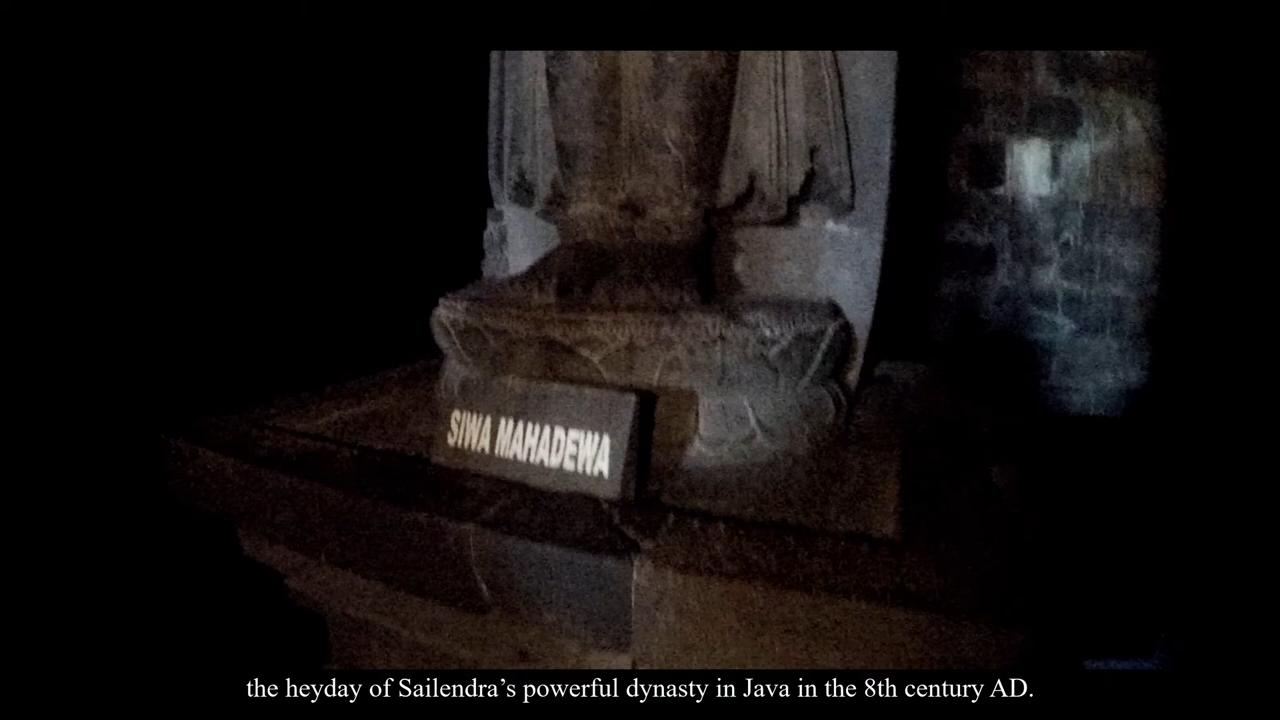 SIWA MAHADEWA
the heyday of Sailendra’s powerful dynasty in Java in the 8th century AD.